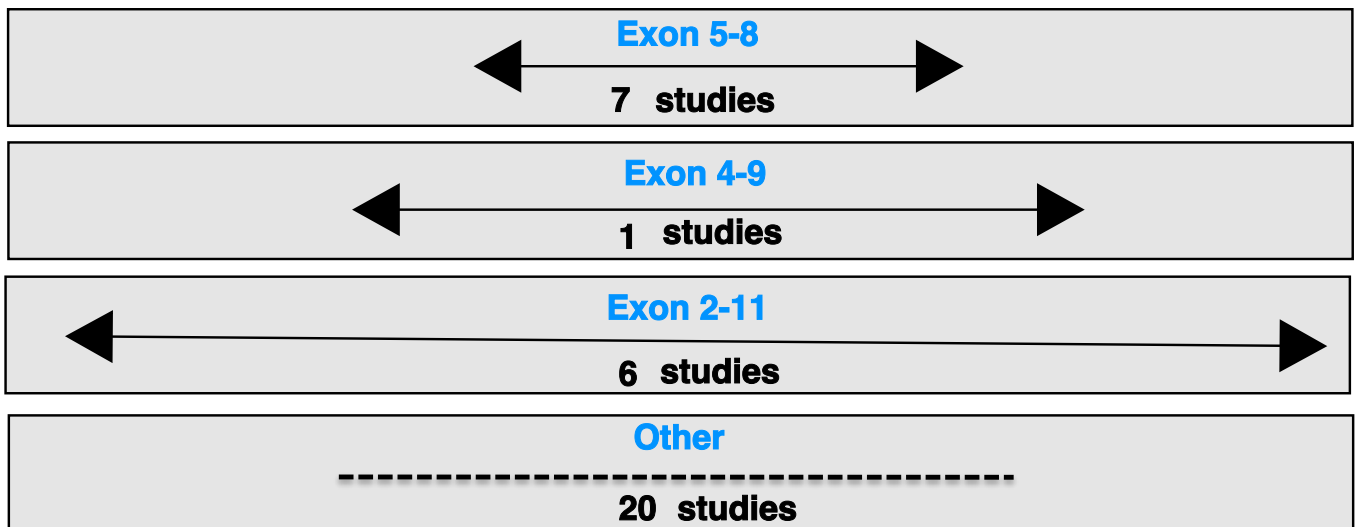 Exon 5-8
7 studies
Exon 4-9
1 studies
Exon 2-11
6 studies
Other
20 studies